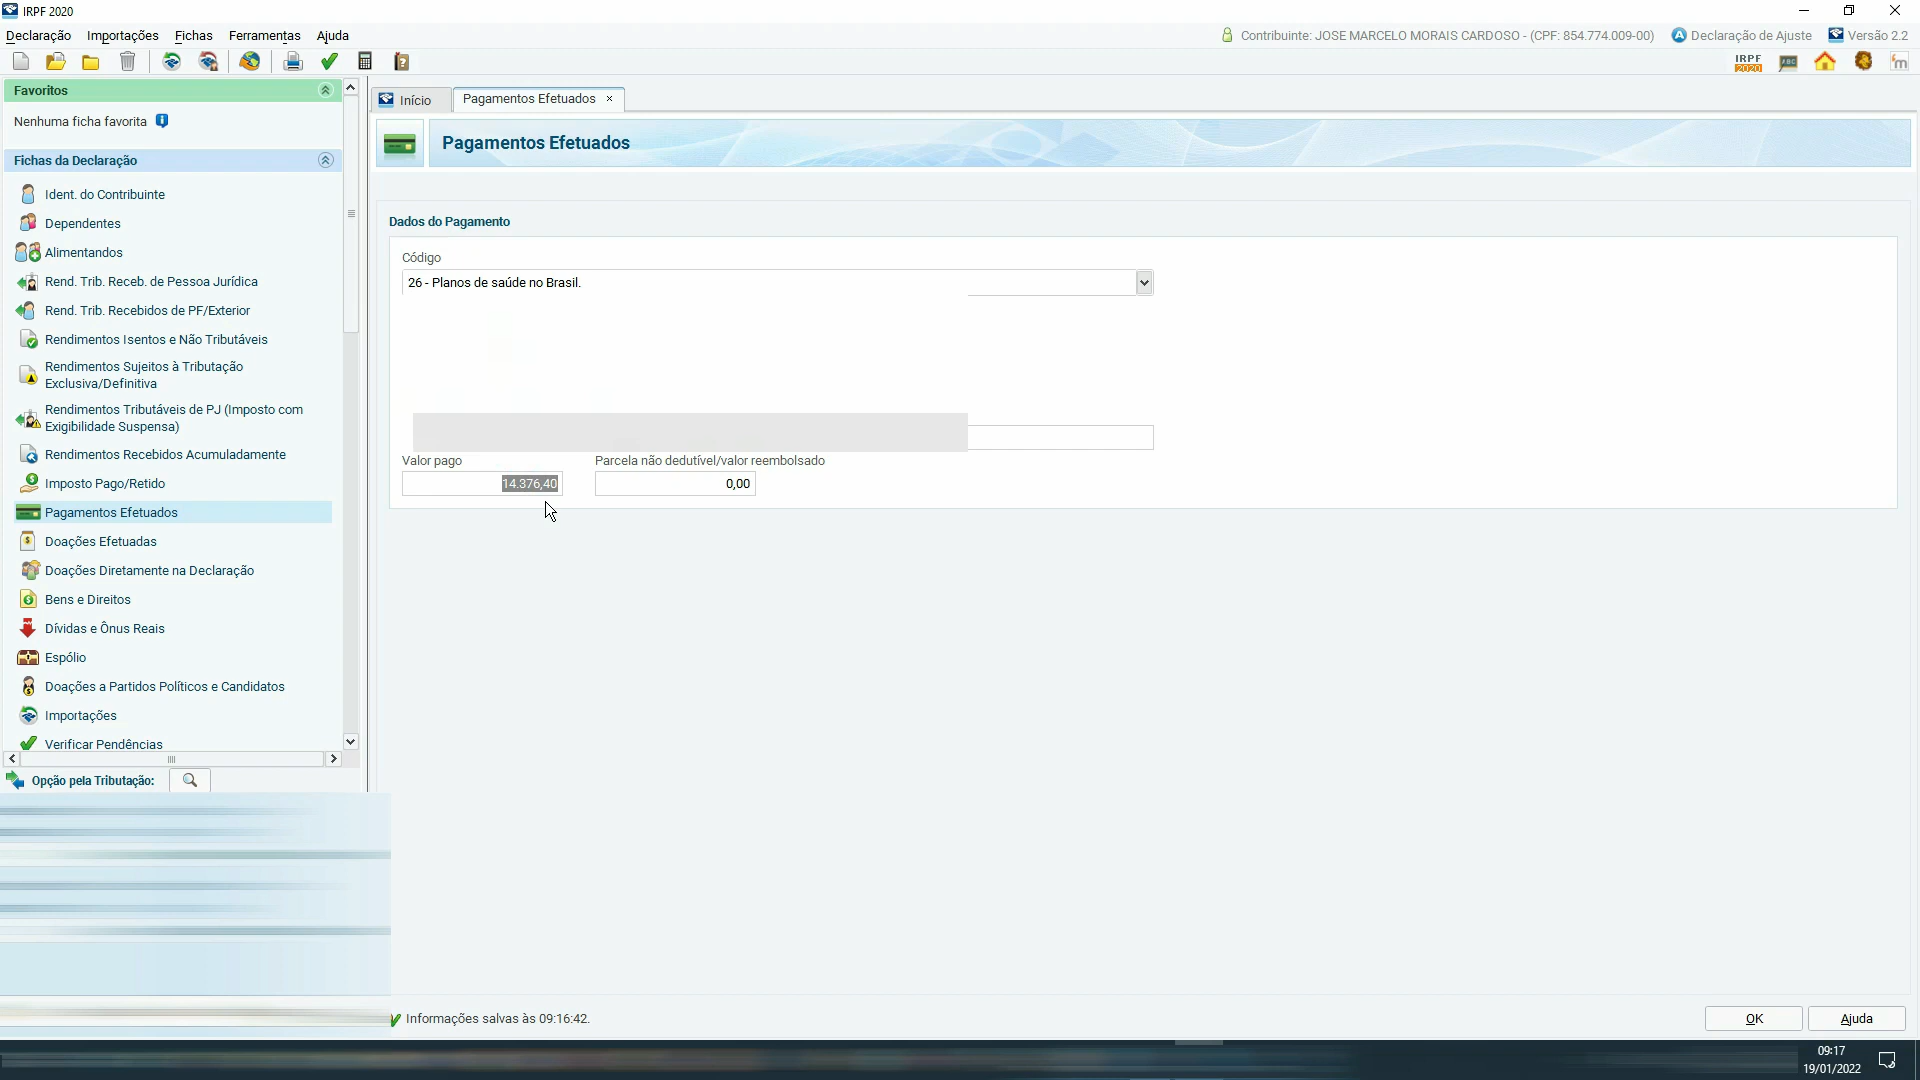 IRPF 2020
Declaração Importações Fichas Ferramentas Ajuda
Contribuinte: JOSE MARCELO MORAIS CARDOSO - (CPF: 854.774.009-00) Declaração de Ajuste Versão 2.2
IRPF 2020 ABC
Favoritos
Nenhuma ficha favorita
Fichas da Declaração
Ident. do Contribuinte
Dependentes
Alimentandos
Rend. Trib. Receb. de Pessoa Jurídica
Rend. Trib. Recebidos de PF/Exterior
Rendimentos Isentos e Não Tributáveis
Rendimentos Sujeitos à Tributação
Exclusiva/Definitiva
Rendimentos Tributáveis de PJ (Imposto com
Exigibilidade Suspensa)
Rendimentos Recebidos Acumuladamente
Imposto Pago/Retido
Pagamentos Efetuados
Doações Efetuadas
Doações Diretamente na Declaração
Bens e Direitos
Dívidas e Ônus Reais
Espólio
Doações a Partidos Políticos e Candidatos
Importações
Verificar Pendências
Opção pela Tributação:
Início Pagamentos Efetuados
Pagamentos Efetuados
Dados do Pagamento
Código
26 - Planos de saúde no Brasil.
Valor pago Parcela não dedutível/valor reembolsado
14.376,40 0,00
Informações salvas às 09:16:42.
OK Ajuda
09:17
19/01/2022